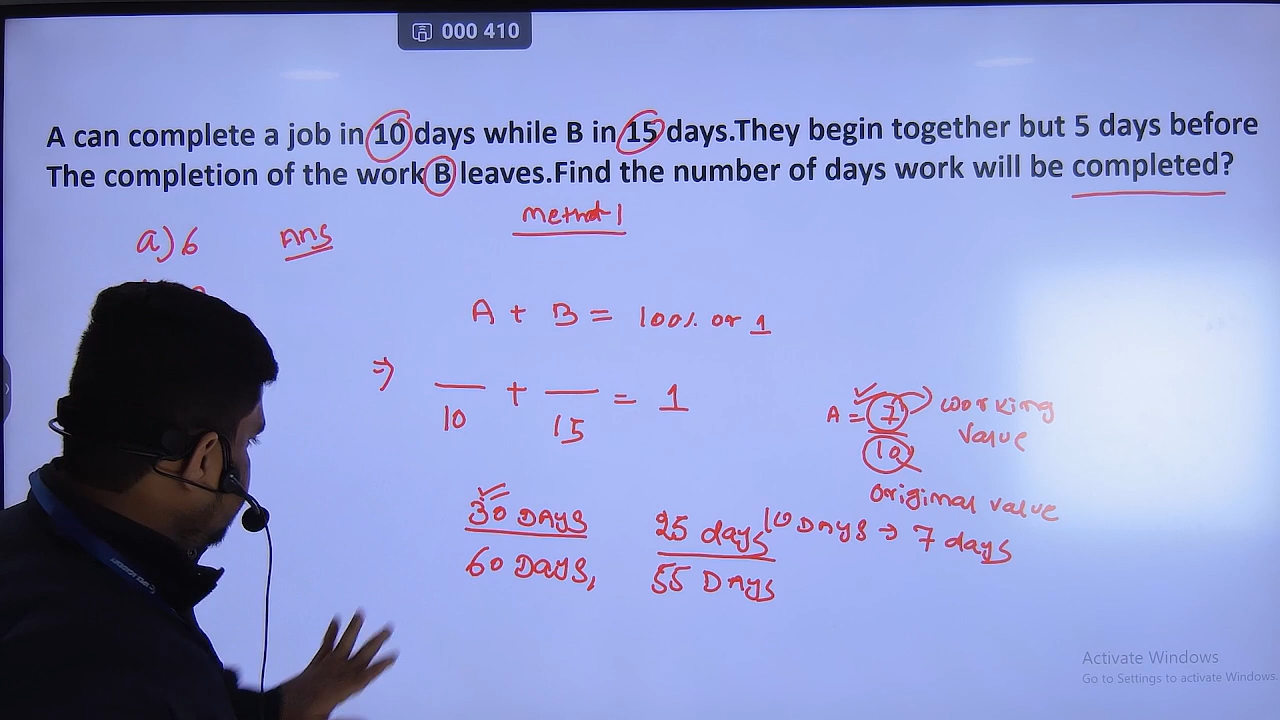 000 410
A can complete a job in 10 days while B in 15 days.They begin together but 5 days before
The completion of the work B leaves.Find the number of days work will be completed?
Method-1
a) 6 Ans
A + B = 100% or 1
⇒ — + — = 1
10 15
A = 7 working
value
10
original value
30 DAYS 25 days 10 DAYS → 7 days
60 DAYS, 55 DAYS
Activate Windows
Go to Settings to activate Windows.